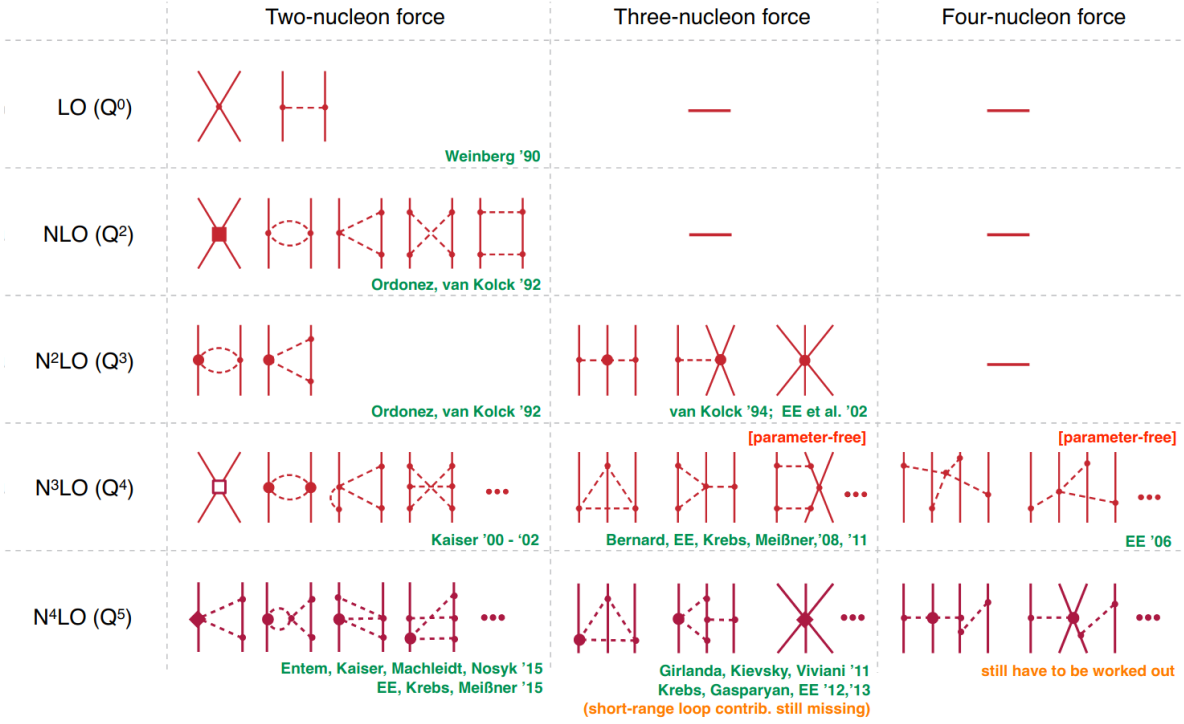 Two-nucleon force
Three-nucleon force
Four-nucleon force
LO (Q⁰)
Weinberg ’90
NLO (Q²)
Ordonez, van Kolck ’92
N²LO (Q³)
Ordonez, van Kolck ’92
van Kolck ’94; EE et al. ’02
N³LO (Q⁴)
[parameter-free]
[parameter-free]
Kaiser ’00 - ‘02
Bernard, EE, Krebs, Meißner,’08, ’11
EE ’06
N⁴LO (Q⁵)
Entem, Kaiser, Machleidt, Nosyk ’15
EE, Krebs, Meißner ’15
Girlanda, Kievsky, Viviani ’11
Krebs, Gasparyan, EE ’12,’13
(short-range loop contrib. still missing)
still have to be worked out